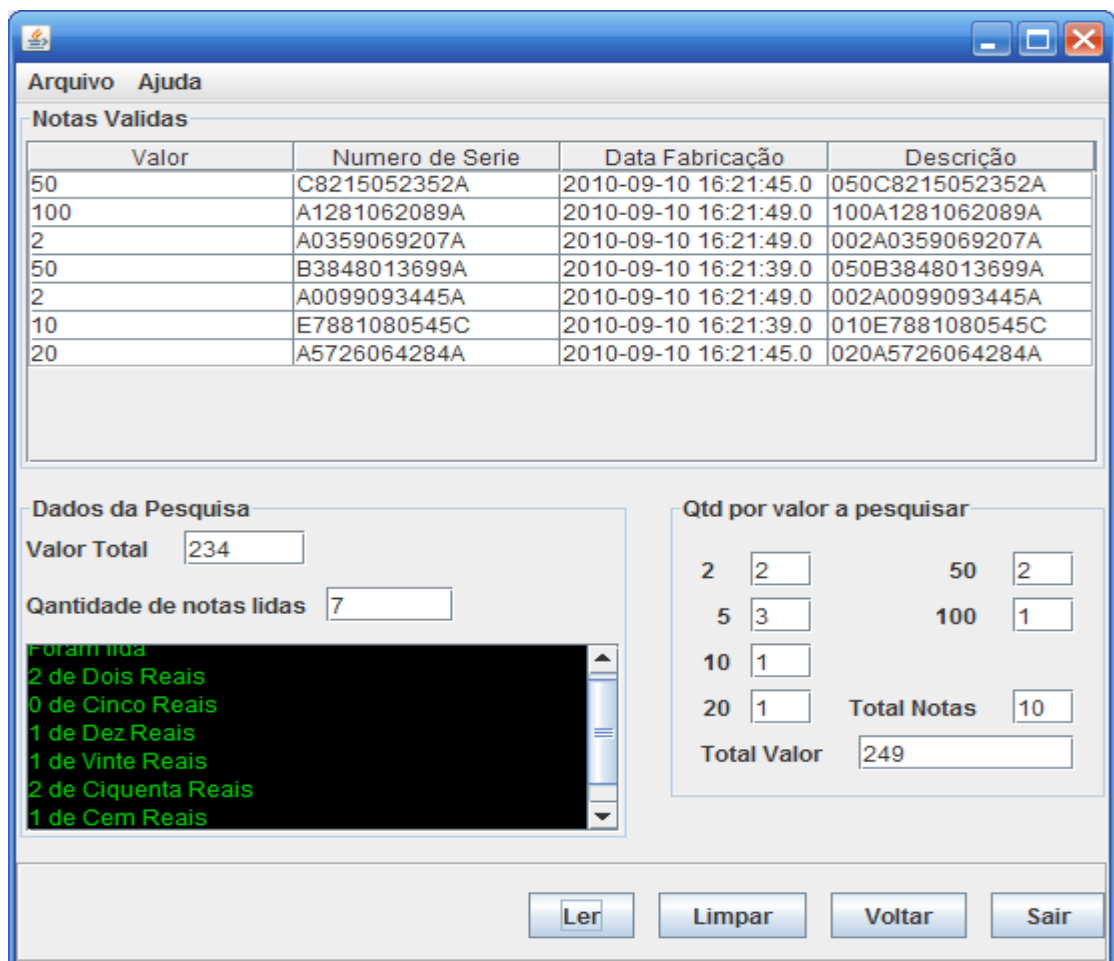 Arquivo Ajuda
Notas Validas
Valor Numero de Serie Data Fabricação Descrição
50 C8215052352A 2010-09-10 16:21:45.0 050C8215052352A
100 A1281062089A 2010-09-10 16:21:49.0 100A1281062089A
2 A0359069207A 2010-09-10 16:21:49.0 002A0359069207A
50 B3848013699A 2010-09-10 16:21:39.0 050B3848013699A
2 A0099093445A 2010-09-10 16:21:49.0 002A0099093445A
10 E7881080545C 2010-09-10 16:21:39.0 010E7881080545C
20 A5726064284A 2010-09-10 16:21:45.0 020A5726064284A
Dados da Pesquisa
Valor Total 234
Qantidade de notas lidas 7
Foram lida
2 de Dois Reais
0 de Cinco Reais
1 de Dez Reais
1 de Vinte Reais
2 de Ciquenta Reais
1 de Cem Reais
Qtd por valor a pesquisar
2 2 50 2
5 3 100 1
10 1
20 1 Total Notas 10
Total Valor 249
Ler Limpar Voltar Sair